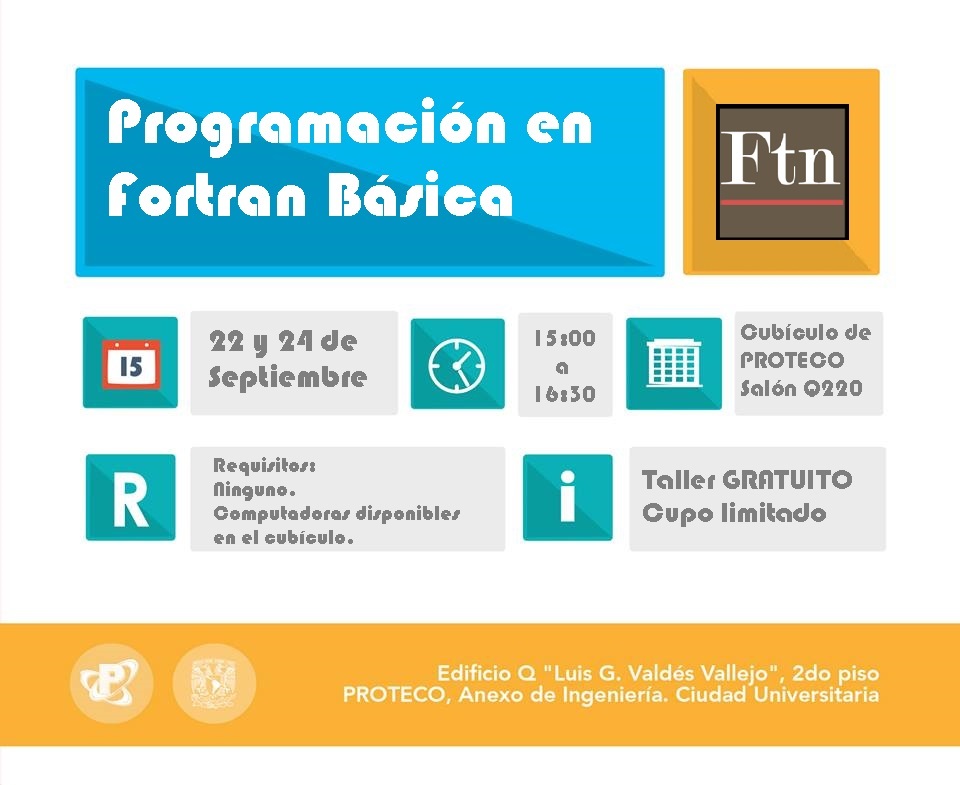 Programación en
Fortran Básica
Ftn
15
22 y 24 de
Septiembre
15:00
a
16:30
Cubículo de
PROTECO
Salón Q220
R
Requisitos:
Ninguno.
Computadoras disponibles
en el cubículo.
i
Taller GRATUITO
Cupo limitado
P
Edificio Q "Luis G. Valdés Vallejo", 2do piso
PROTECO, Anexo de Ingeniería. Ciudad Universitaria